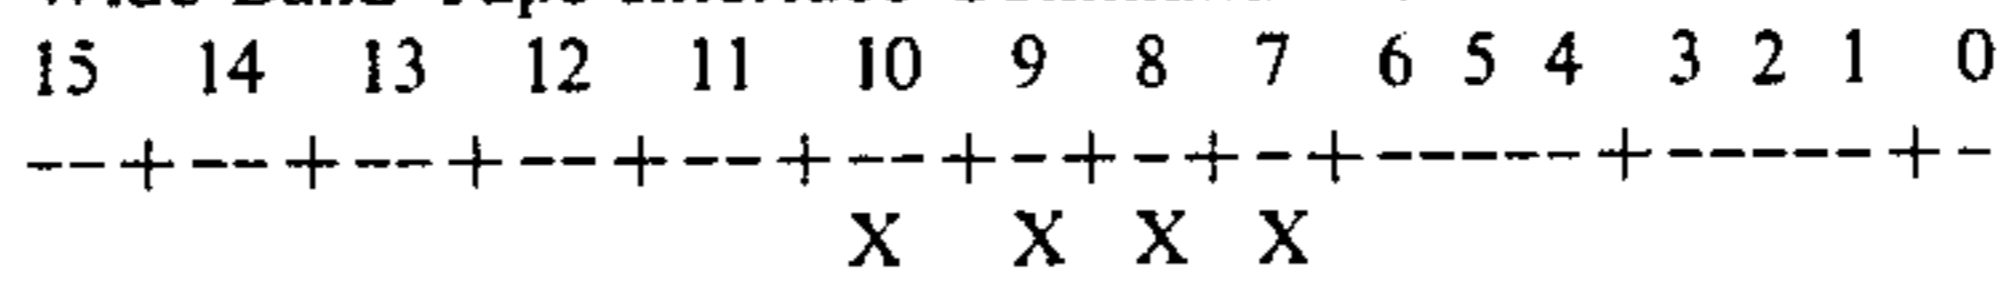 15 14 13 12 11 10 9 8 7 6 5 4 3 2 1 0
--+--+--+--+--+--+-+-+-+-----+-----+-
X X X X